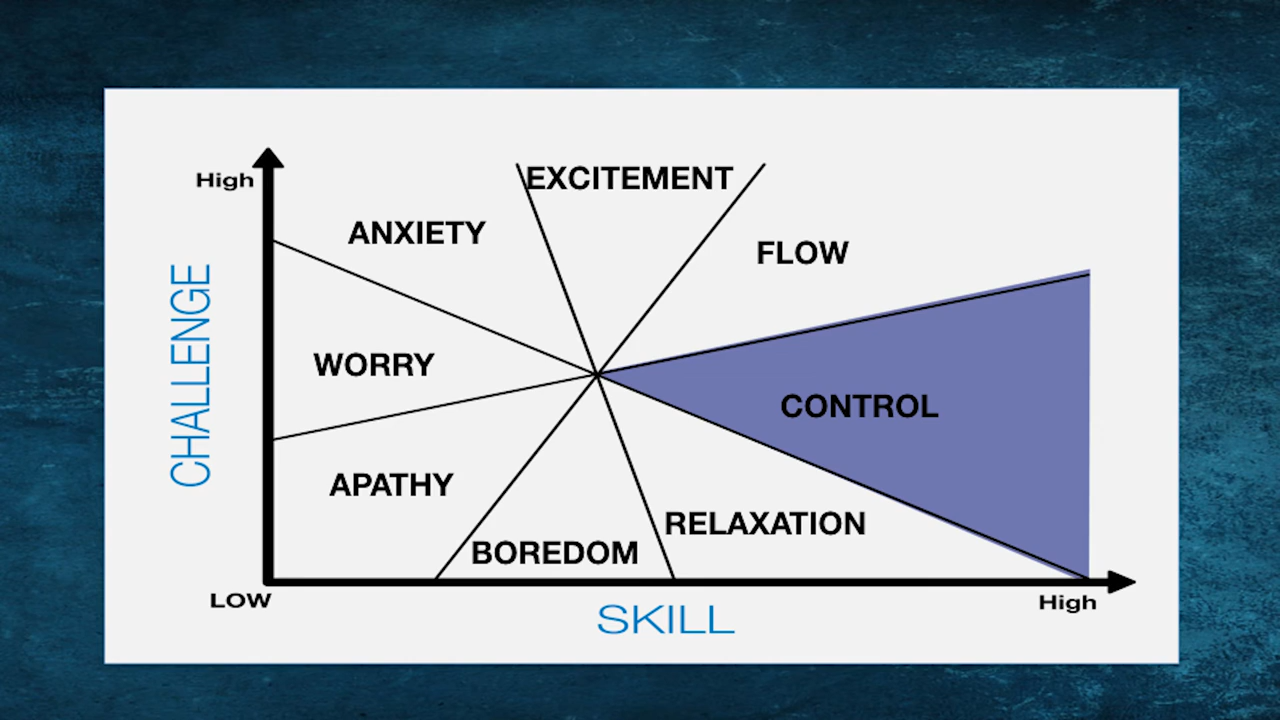 High
EXCITEMENT
ANXIETY
FLOW
CHALLENGE
WORRY
CONTROL
APATHY
RELAXATION
BOREDOM
LOW
High
SKILL